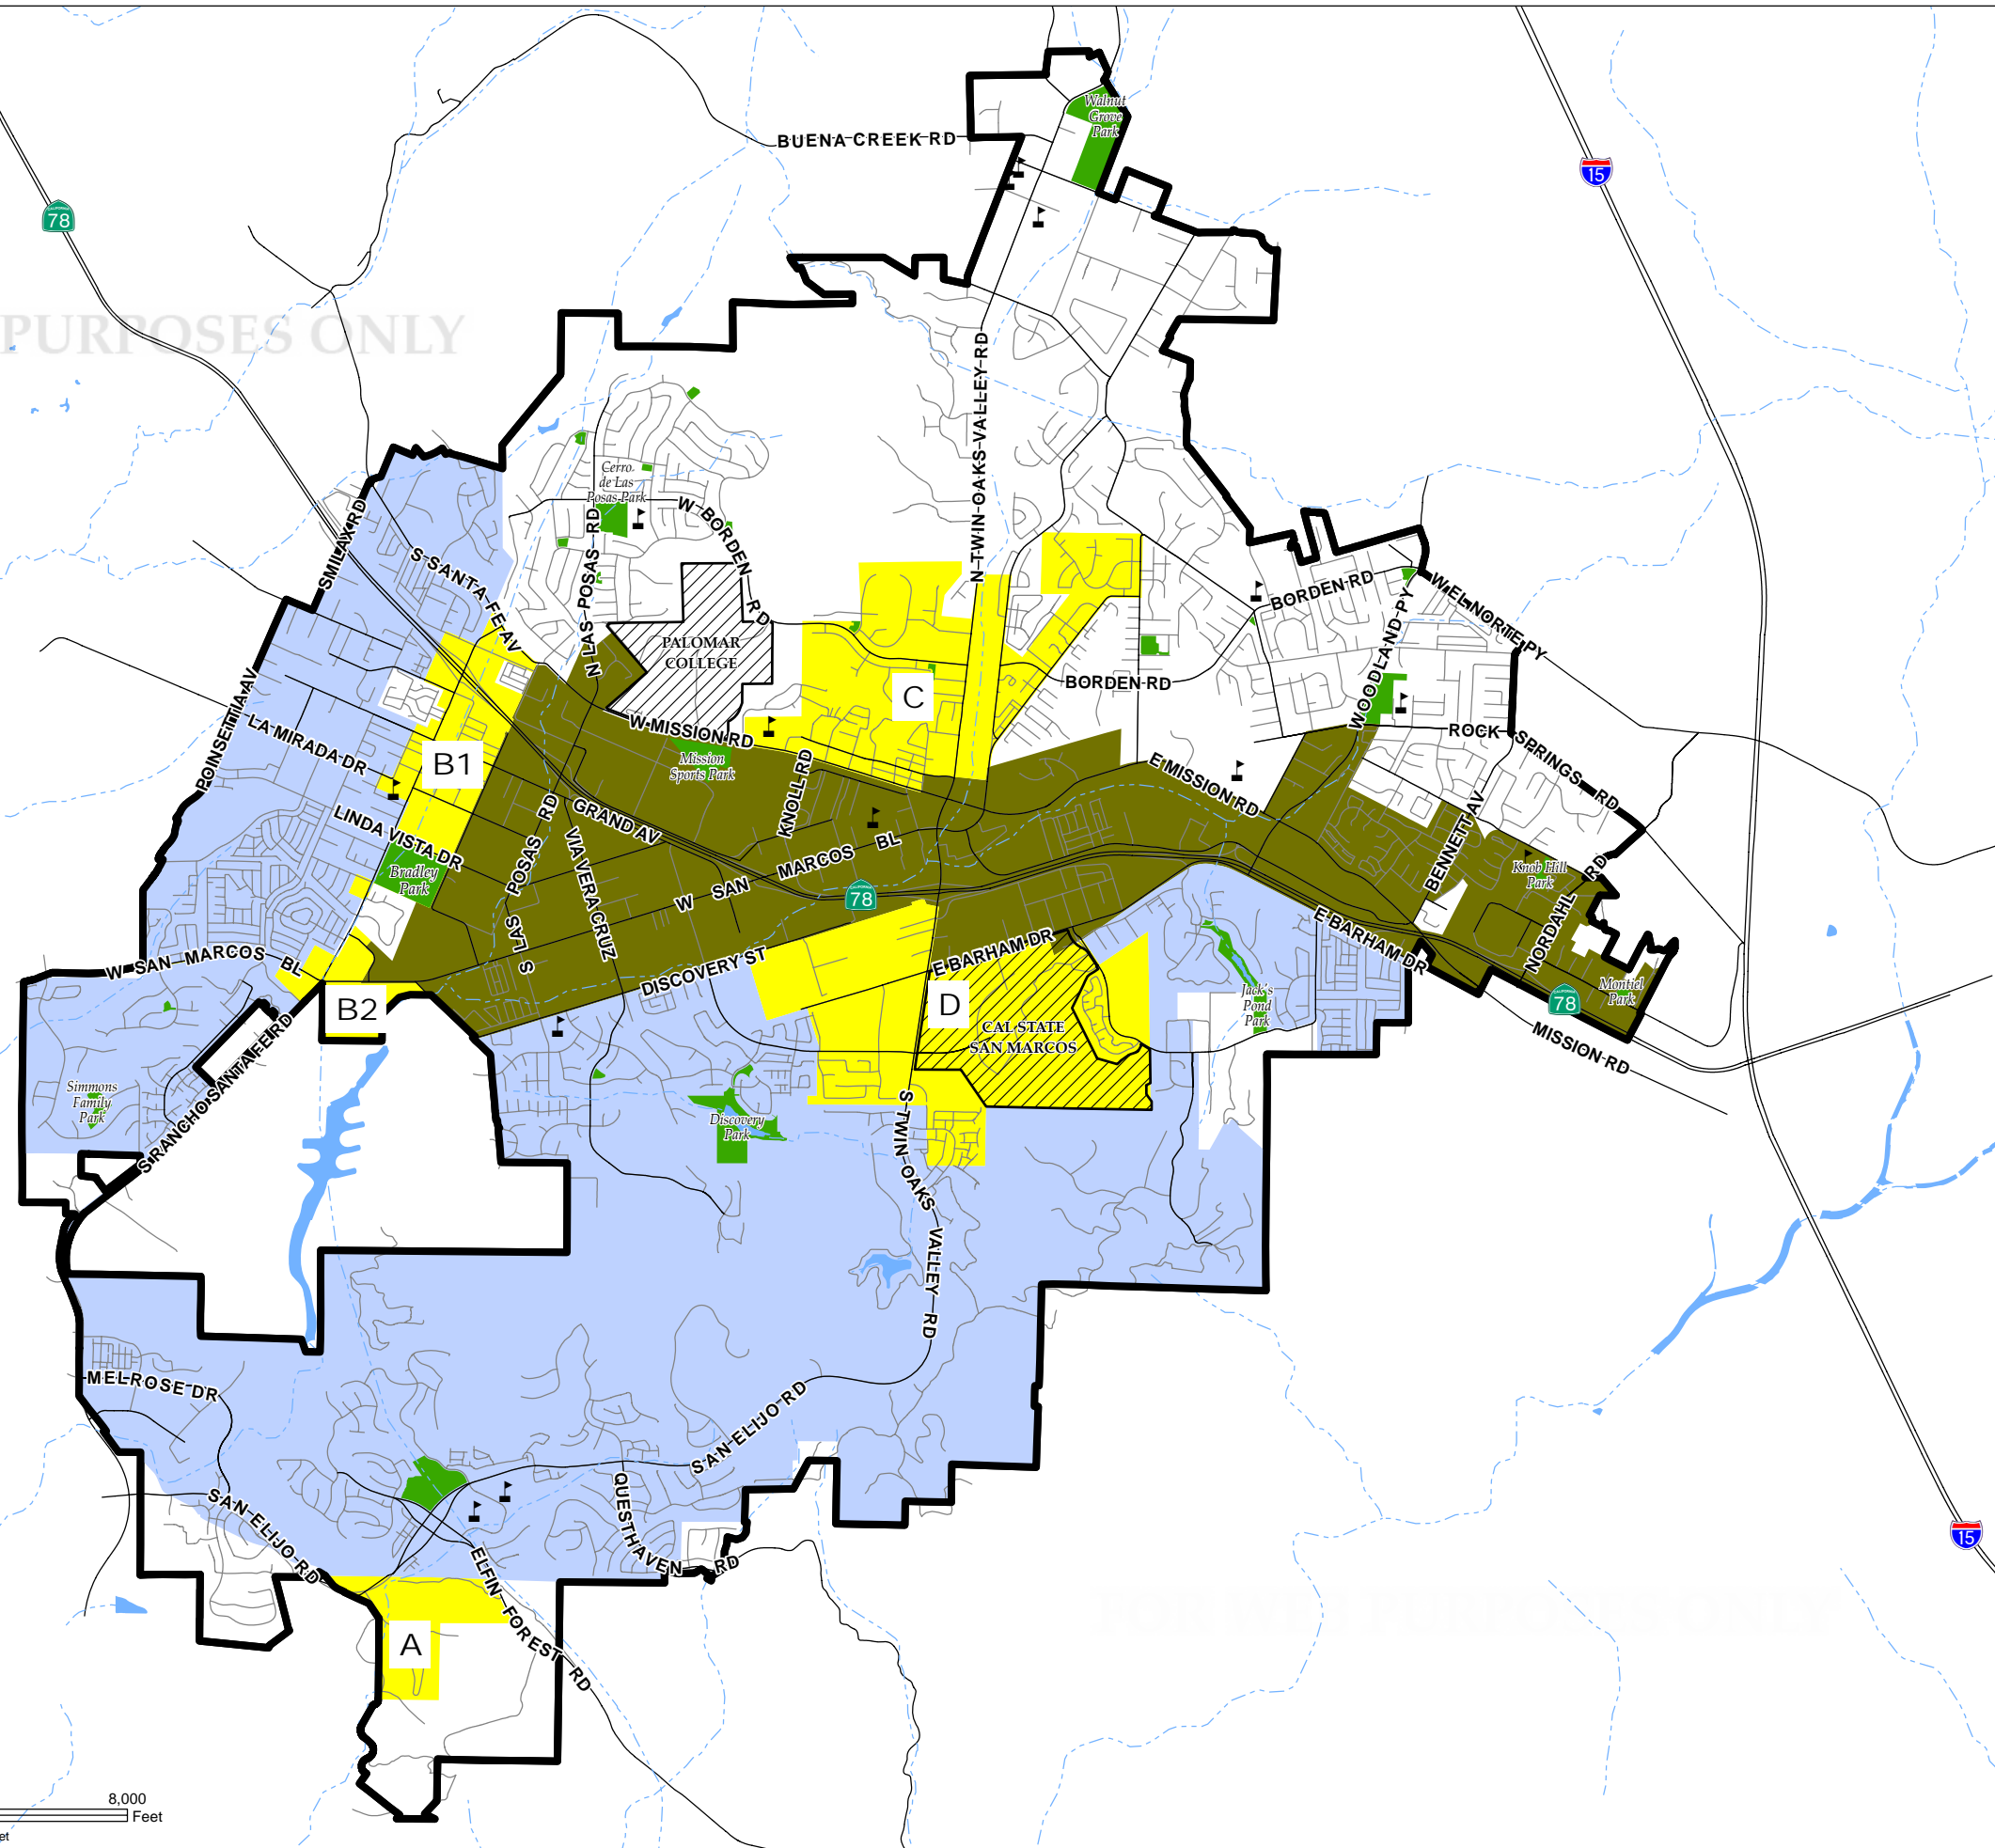 Walnut
Grove
Park
BUENA CREEK RD
15
CALIFORNIA
78
PURPOSES ONLY
N TWIN OAKS VALLEY RD
Cerro
de Las
Posas Park
W BORDEN RD
SMILAX RD
S SANTA FE AV
N LAS POSAS RD
PALOMAR
COLLEGE
BORDEN RD
W EL NORTE PY
WOODLAND PY
BORDEN RD
C
POINSETTIA AV
LA MIRADA DR
B1
W MISSION RD
Mission
Sports Park
KNOLL RD
E MISSION RD
ROCK SPRINGS RD
LINDA VISTA DR
Bradley
Park
S LAS POSAS RD
GRAND AV
VIA VERA CRUZ
W SAN MARCOS BL
78
BENNETT AV
Knob Hill
Park
NORDAHL RD
W SAN MARCOS BL
DISCOVERY ST
E BARHAM DR
E BARHAM DR
B2
D
CAL STATE
SAN MARCOS
Jack's
Pond
Park
Montiel
Park
78
MISSION RD
S RANCHO SANTA FE RD
Simmons
Family
Park
Discovery
Park
S TWIN OAKS VALLEY RD
MELROSE DR
SAN ELIJO RD
SAN ELIJO RD
QUESTHAVEN RD
15
ELFIN FOREST RD
A
8,000
Feet
et